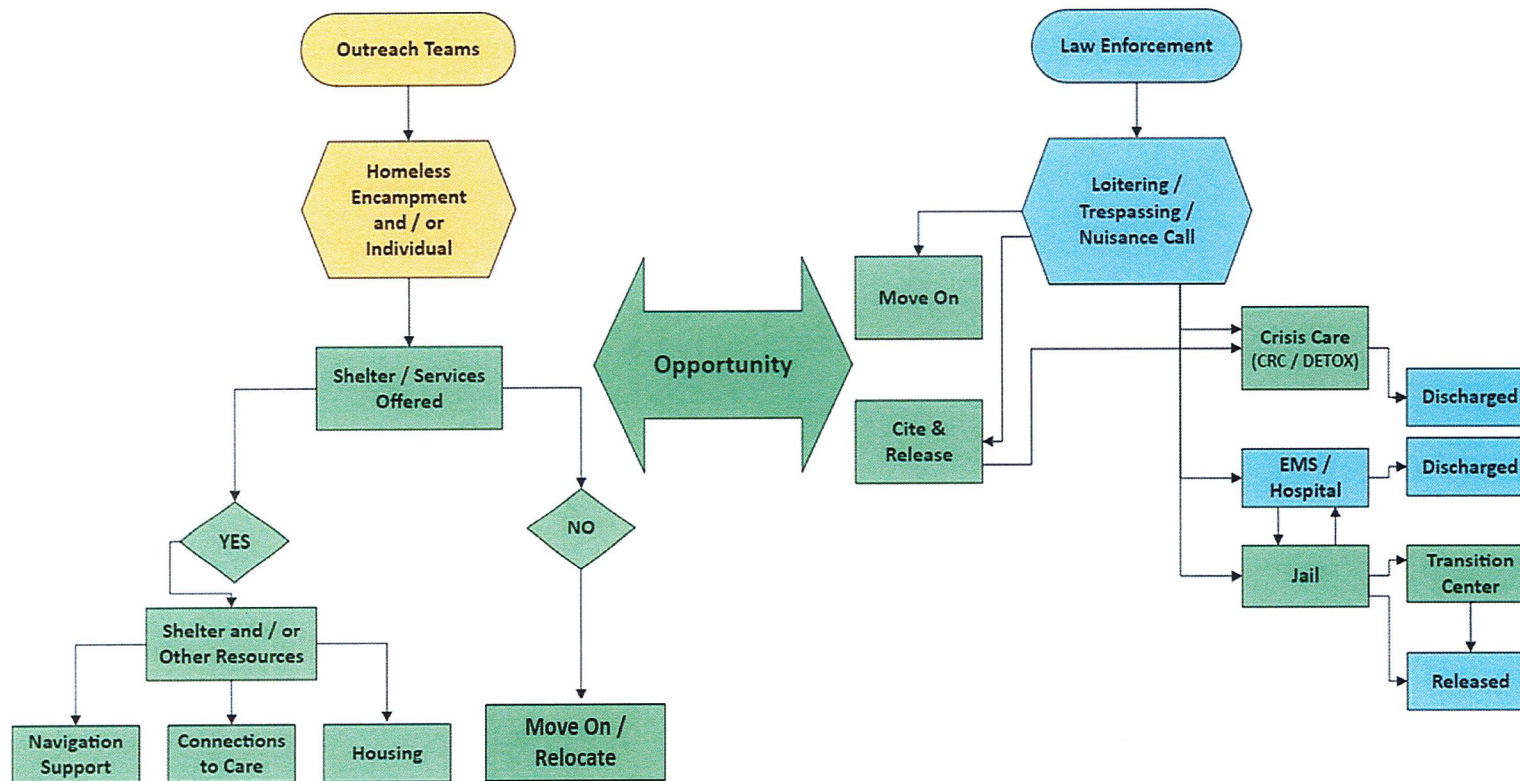 Outreach Teams
Homeless
Encampment
and / or
Individual
Shelter / Services
Offered
YES
NO
Shelter and / or
Other Resources
Navigation
Support
Connections
to Care
Housing
Move On /
Relocate
Opportunity
Law Enforcement
Loitering /
Trespassing /
Nuisance Call
Move On
Cite &
Release
Crisis Care
(CRC / DETOX)
Discharged
EMS /
Hospital
Discharged
Jail
Transition
Center
Released